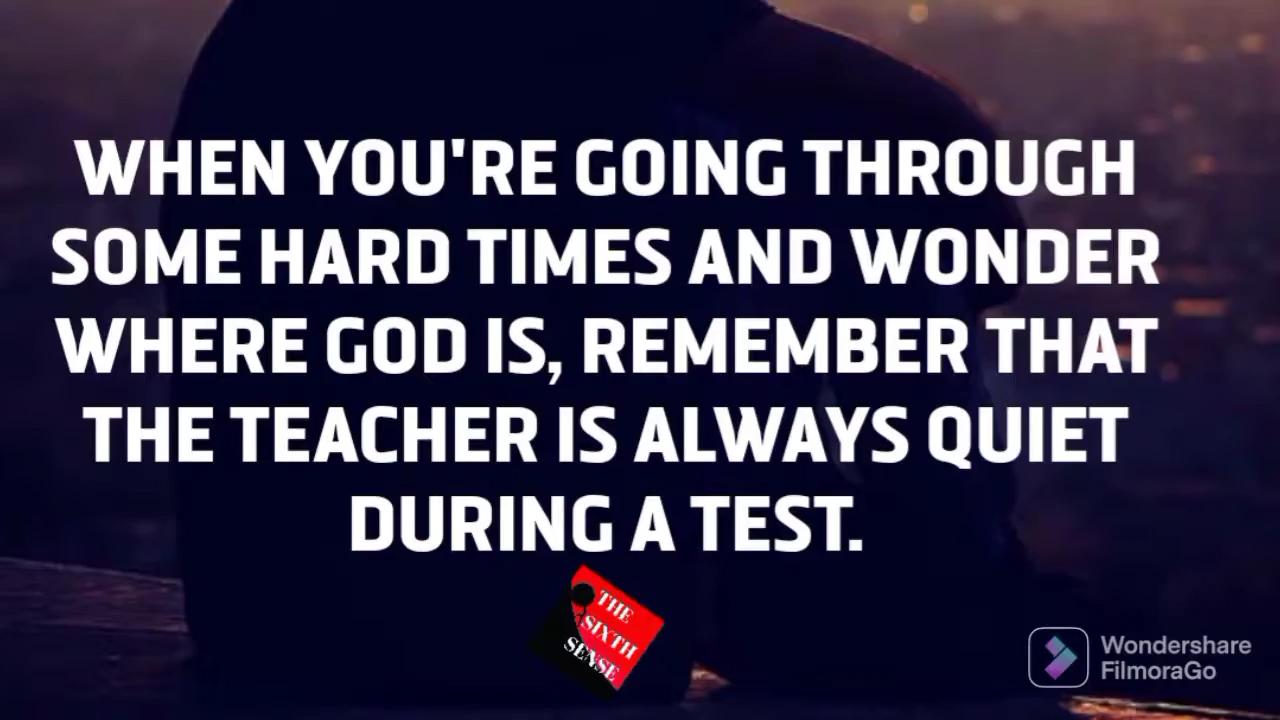 WHEN YOU'RE GOING THROUGH
SOME HARD TIMES AND WONDER
WHERE GOD IS, REMEMBER THAT
THE TEACHER IS ALWAYS QUIET
DURING A TEST.
THE
SIXTH
SENSE
Wondershare
FilmoraGo